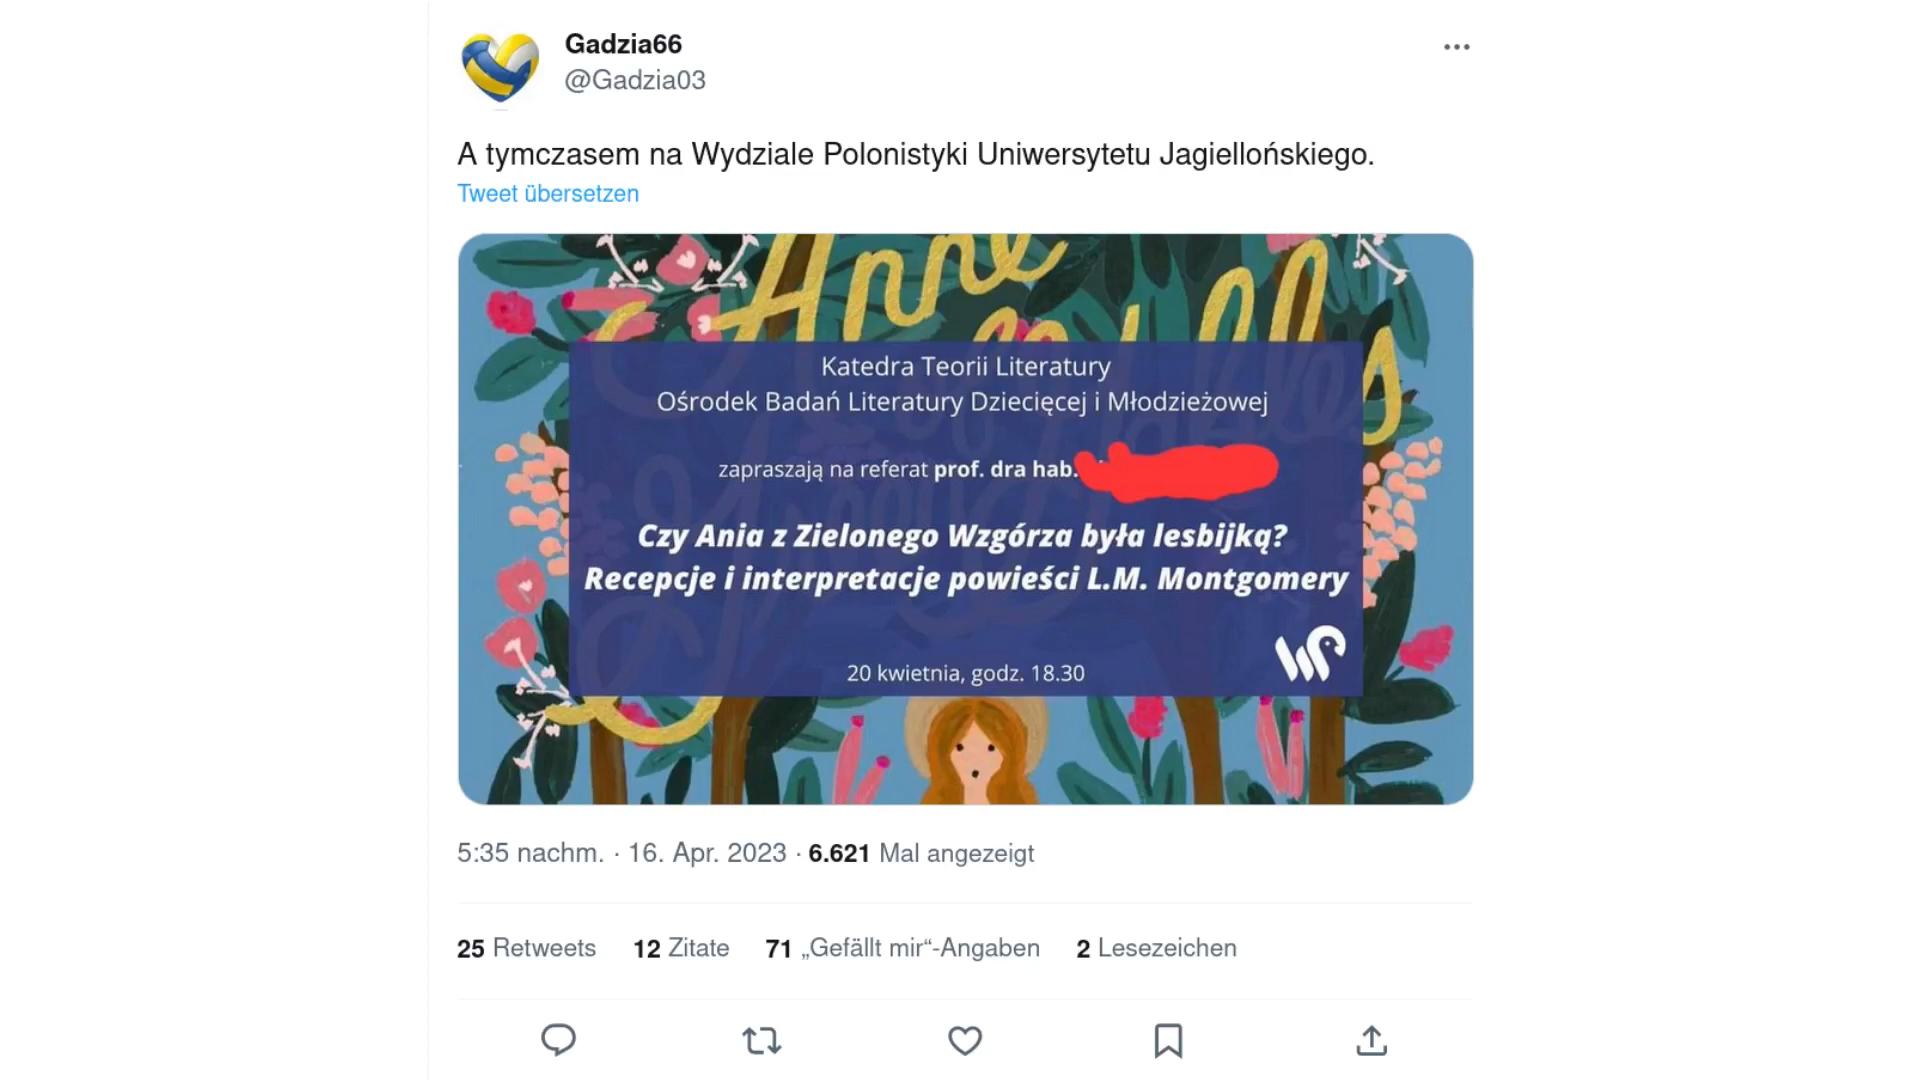 Gadzia66
@Gadzia03
A tymczasem na Wydziale Polonistyki Uniwersytetu Jagiellońskiego.
Tweet übersetzen
Anne
Katedra Teorii Literatury
Ośrodek Badań Literatury Dziecięcej i Młodzieżowej
zapraszają na referat prof. dra hab.
Czy Ania z Zielonego Wzgórza była lesbijką?
Recepcje i interpretacje powieści L.M. Montgomery
20 kwietnia, godz. 18.30
5:35 nachm. · 16. Apr. 2023 · 6.621 Mal angezeigt
25 Retweets 12 Zitate 71 „Gefällt mir“-Angaben 2 Lesezeichen